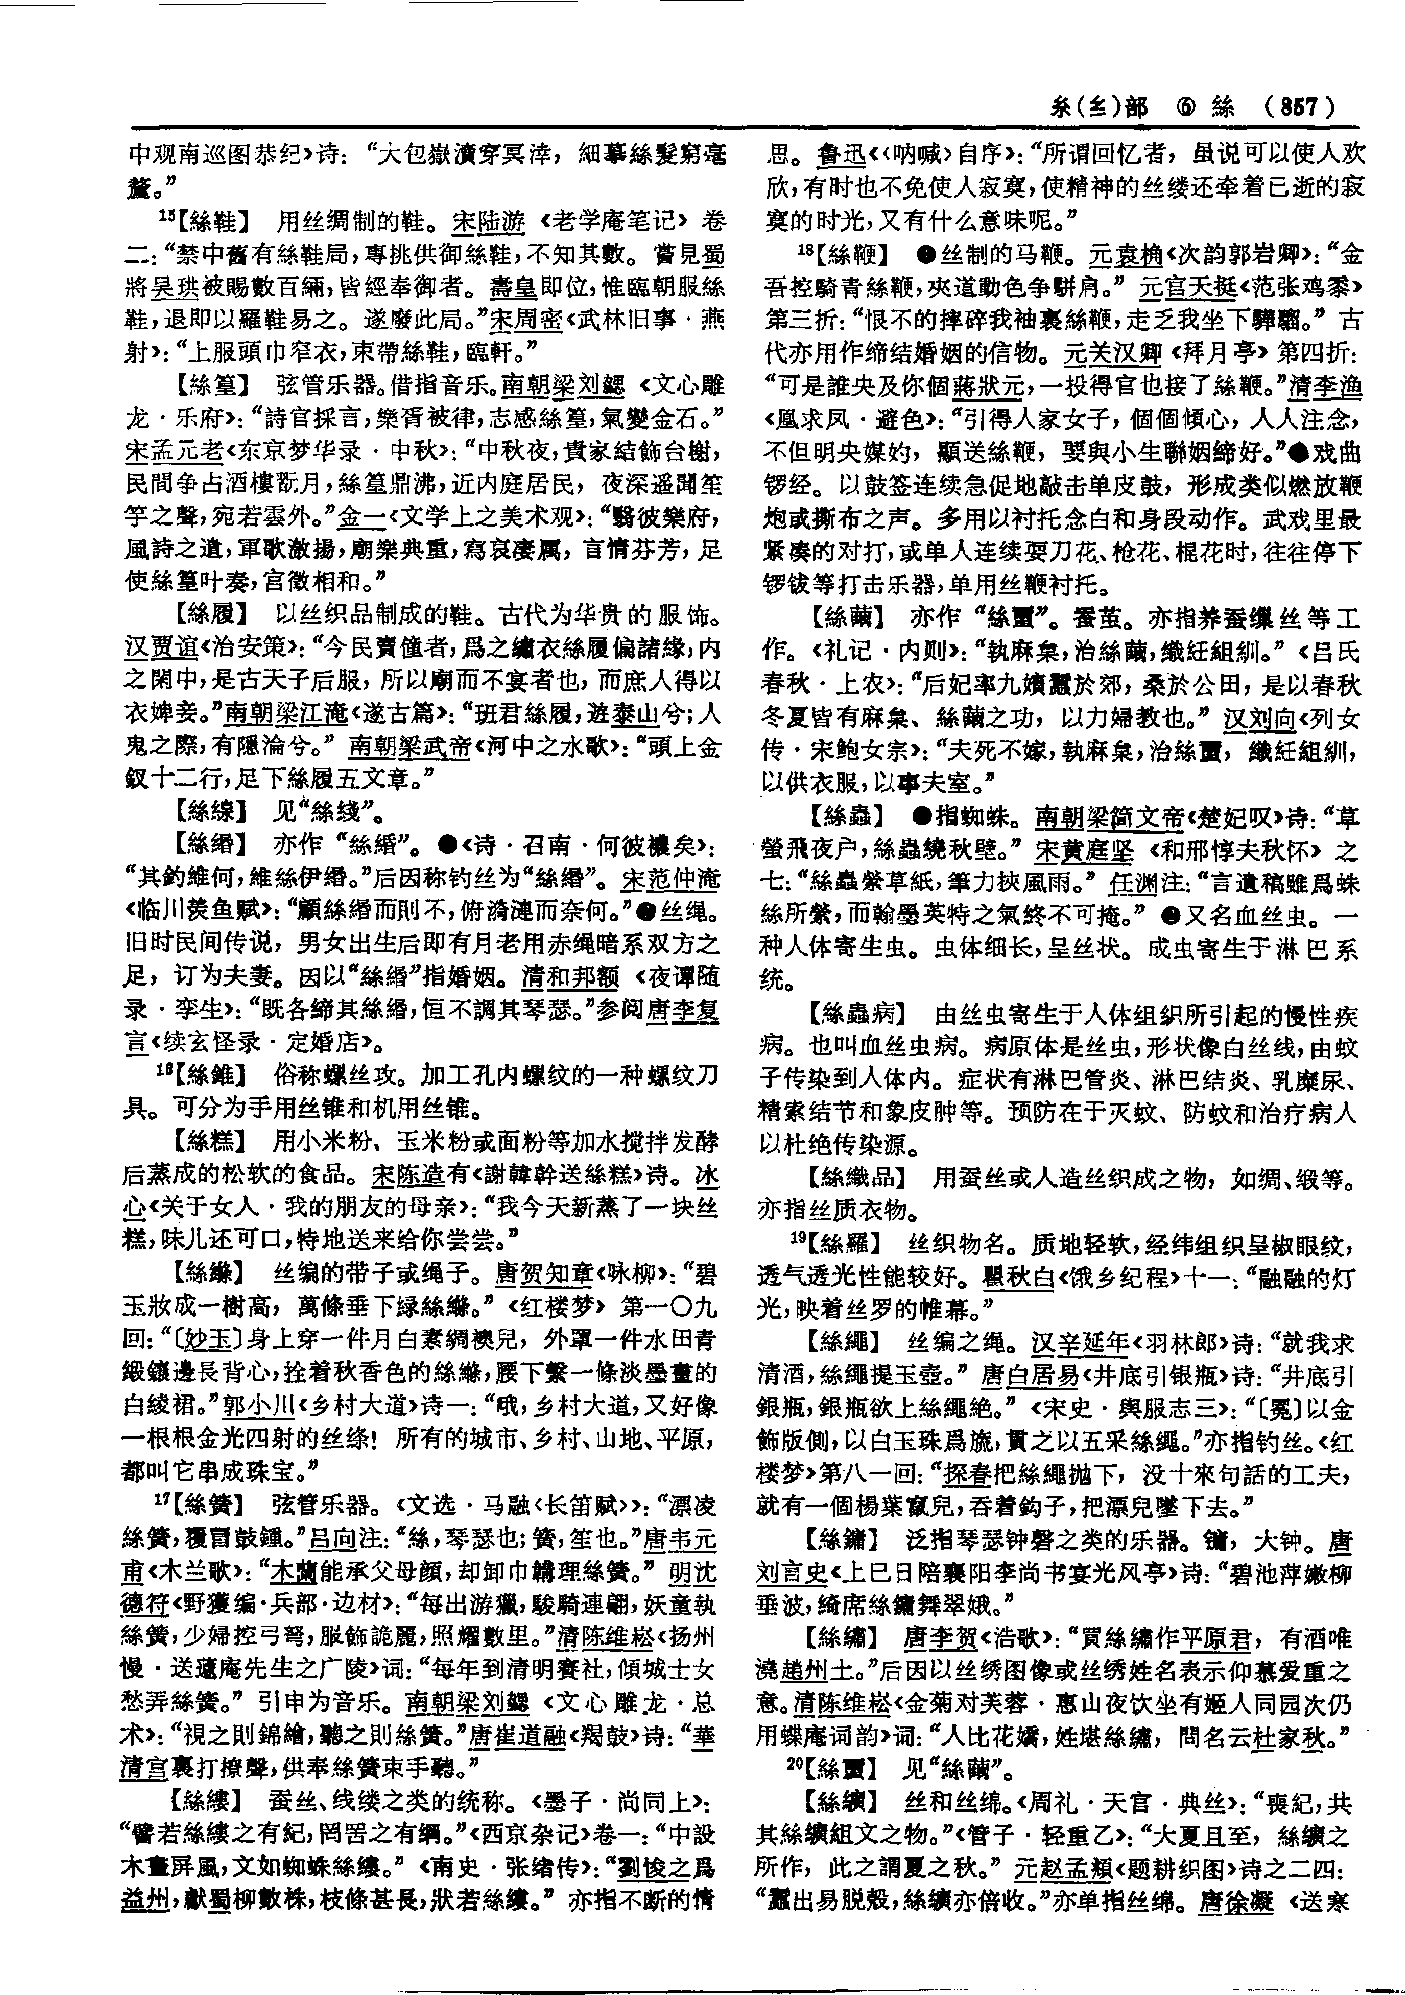 糸(纟)部 ⑥ 絲 (857)
中观南巡图恭纪》诗：“大包嶽瀆穿冥涬，細摹絲髮窮毫
釐。”
15【絲鞋】 用丝绸制的鞋。宋陆游《老学庵笔记》卷
二：“禁中舊有絲鞋局，專挑供御絲鞋，不知其數。嘗見蜀
將吴珙被賜數百緉，皆經奉御者。壽皇即位，惟臨朝服絲
鞋，退即以羅鞋易之。遂廢此局。”宋周密《武林旧事·燕
射》：“上服頭巾窄衣，束帶絲鞋，臨軒。”
【絲篁】 弦管乐器。借指音乐。南朝梁刘勰《文心雕
龙·乐府》：“詩官採言，樂胥被律，志感絲篁，氣變金石。”
宋孟元老《东京梦华录·中秋》：“中秋夜，貴家結飾台榭，
民間争占酒樓翫月，絲篁鼎沸，近内庭居民，夜深遥聞笙
竽之聲，宛若雲外。”金一《文学上之美术观》：“翳彼樂府，
風詩之遺，軍歌激揚，廟樂典重，寫哀凄厲，言情芬芳，足
使絲篁叶奏，宫徵相和。”
【絲履】 以丝织品制成的鞋。古代为华贵的服饰。
汉贾谊《治安策》：“今民賣僮者，爲之繡衣絲履偏諸緣，内
之閑中，是古天子后服，所以廟而不宴者也，而庶人得以
衣婢妾。”南朝梁江淹《遂古篇》：“班君絲履，遊泰山兮；人
鬼之際，有隱淪兮。”南朝梁武帝《河中之水歌》：“頭上金
釵十二行，足下絲履五文章。”
【絲線】 见“絲綫”。
【絲緡】 亦作“絲緍”。●《诗·召南·何彼襛矣》：
“其釣維何，維絲伊緡。”后因称钓丝为“絲緡”。宋范仲淹
《临川羡鱼赋》：“顧絲緡而則不，俯漪漣而奈何。”●丝绳。
旧时民间传说，男女出生后即有月老用赤绳暗系双方之
足，订为夫妻。因以“絲緡”指婚姻。清和邦额《夜谭随
录·孪生》：“既各締其絲緡，恒不調其琴瑟。”参阅唐李复
言《续玄怪录·定婚店》。
16【絲錐】 俗称螺丝攻。加工孔内螺纹的一种螺纹刀
具。可分为手用丝锥和机用丝锥。
【絲糕】 用小米粉、玉米粉或面粉等加水搅拌发酵
后蒸成的松软的食品。宋陈造有《謝韓幹送絲糕》诗。冰
心《关于女人·我的朋友的母亲》：“我今天新蒸了一块丝
糕，味儿还可口，特地送来给你尝尝。”
【絲縧】 丝编的带子或绳子。唐贺知章《咏柳》：“碧
玉妝成一樹高，萬條垂下緑絲縧。”《红楼梦》第一〇九
回：“〔妙玉〕身上穿一件月白素綢襖兒，外罩一件水田青
緞鑲邊長背心，拴着秋香色的絲縧，腰下繫一條淡墨畫的
白綾裙。”郭小川《乡村大道》诗一：“哦，乡村大道，又好像
一根根金光四射的丝绦！所有的城市、乡村、山地、平原，
都叫它串成珠宝。”
17【絲簧】 弦管乐器。《文选·马融〈长笛赋〉》：“漂凌
絲簧，覆冒鼓鍾。”吕向注：“絲，琴瑟也；簧，笙也。”唐韦元
甫《木兰歌》：“木蘭能承父母顔，却卸巾韝理絲簧。”明沈
德符《野獲编·兵部·边材》：“每出游獵，駿騎連翩，妖童執
絲簧，少婦控弓弩，服飾詭麗，照耀數里。”清陈维崧《扬州
慢·送蘧庵先生之广陵》词：“每年到清明賽社，傾城士女
愁弄絲簧。”引申为音乐。南朝梁刘勰《文心雕龙·总
术》：“視之則錦繪，聽之則絲簧。”唐崔道融《羯鼓》诗：“華
清宫裏打撩聲，供奉絲簧束手聽。”
【絲縷】 蚕丝、线缕之类的统称。《墨子·尚同上》：
“譬若絲縷之有紀，罔罟之有綱。”《西京杂记》卷一：“中設
木畫屏風，文如蜘蛛絲縷。”《南史·张绪传》：“劉悛之爲
益州，獻蜀柳數株，枝條甚長，狀若絲縷。”亦指不断的情
思。鲁迅《〈呐喊〉自序》：“所谓回忆者，虽说可以使人欢
欣，有时也不免使人寂寞，使精神的丝缕还牵着已逝的寂
寞的时光，又有什么意味呢。”
18【絲鞭】 ●丝制的马鞭。元袁桷《次韵郭岩卿》：“金
吾控騎青絲鞭，夾道動色争駢肩。”元宫天挺《范张鸡黍》
第三折：“恨不的摔碎我袖裏絲鞭，走乏我坐下驊騮。”古
代亦用作缔结婚姻的信物。元关汉卿《拜月亭》第四折：
“可是誰央及你個蔣狀元，一投得官也接了絲鞭。”清李渔
《凰求凤·避色》：“引得人家女子，個個傾心，人人注念，
不但明央媒妁，顯送絲鞭，要與小生聯姻締好。”●戏曲
锣经。以鼓签连续急促地敲击单皮鼓，形成类似燃放鞭
炮或撕布之声。多用以衬托念白和身段动作。武戏里最
紧凑的对打，或单人连续耍刀花、枪花、棍花时，往往停下
锣钹等打击乐器，单用丝鞭衬托。
【絲繭】 亦作“絲蠒”。蚕茧。亦指养蚕缫丝等工
作。《礼记·内则》：“執麻枲，治絲繭，織紝組紃。”《吕氏
春秋·上农》：“后妃率九嬪蠶於郊，桑於公田，是以春秋
冬夏皆有麻枲、絲繭之功，以力婦教也。”汉刘向《列女
传·宋鲍女宗》：“夫死不嫁，執麻枲，治絲蠒，織紝組紃，
以供衣服，以事夫室。”
【絲蟲】 ●指蜘蛛。南朝梁简文帝《楚妃叹》诗：“草
螢飛夜户，絲蟲繞秋壁。”宋黄庭坚《和邢惇夫秋怀》之
七：“絲蟲縈草紙，筆力挾風雨。”任渊注：“言遺稿雖爲蛛
絲所縈，而翰墨英特之氣終不可掩。”●又名血丝虫。一
种人体寄生虫。虫体细长，呈丝状。成虫寄生于淋巴系
统。
【絲蟲病】 由丝虫寄生于人体组织所引起的慢性疾
病。也叫血丝虫病。病原体是丝虫，形状像白丝线，由蚊
子传染到人体内。症状有淋巴管炎、淋巴结炎、乳糜尿、
精索结节和象皮肿等。预防在于灭蚊、防蚊和治疗病人
以杜绝传染源。
【絲織品】 用蚕丝或人造丝织成之物，如绸、缎等。
亦指丝质衣物。
19【絲羅】 丝织物名。质地轻软，经纬组织呈椒眼纹，
透气透光性能较好。瞿秋白《饿乡纪程》十一：“融融的灯
光，映着丝罗的帷幕。”
【絲繩】 丝编之绳。汉辛延年《羽林郎》诗：“就我求
清酒，絲繩提玉壺。”唐白居易《井底引银瓶》诗：“井底引
銀瓶，銀瓶欲上絲繩絶。”《宋史·舆服志三》：“〔冕〕以金
飾版側，以白玉珠爲旒，貫之以五采絲繩。”亦指钓丝。《红
楼梦》第八一回：“探春把絲繩抛下，没十來句話的工夫，
就有一個楊葉竄兒，吞着鈎子，把漂兒墜下去。”
【絲鏞】 泛指琴瑟钟磬之类的乐器。镛，大钟。唐
刘言史《上巳日陪襄阳李尚书宴光风亭》诗：“碧池萍嫩柳
垂波，綺席絲鏞舞翠娥。”
【絲繡】 唐李贺《浩歌》：“買絲繡作平原君，有酒唯
澆趙州土。”后因以丝绣图像或丝绣姓名表示仰慕爱重之
意。清陈维崧《金菊对芙蓉·惠山夜饮坐有姬人同园次仍
用蝶庵词韵》词：“人比花嬌，姓堪絲繡，問名云杜家秋。”
20【絲蠒】 见“絲繭”。
【絲纊】 丝和丝绵。《周礼·天官·典丝》：“喪紀，共
其絲纊組文之物。”《管子·轻重乙》：“大夏且至，絲纊之
所作，此之謂夏之秋。”元赵孟頫《题耕织图》诗之二四：
“蠶出易脱殻，絲纊亦倍收。”亦单指丝绵。唐徐凝《送寒